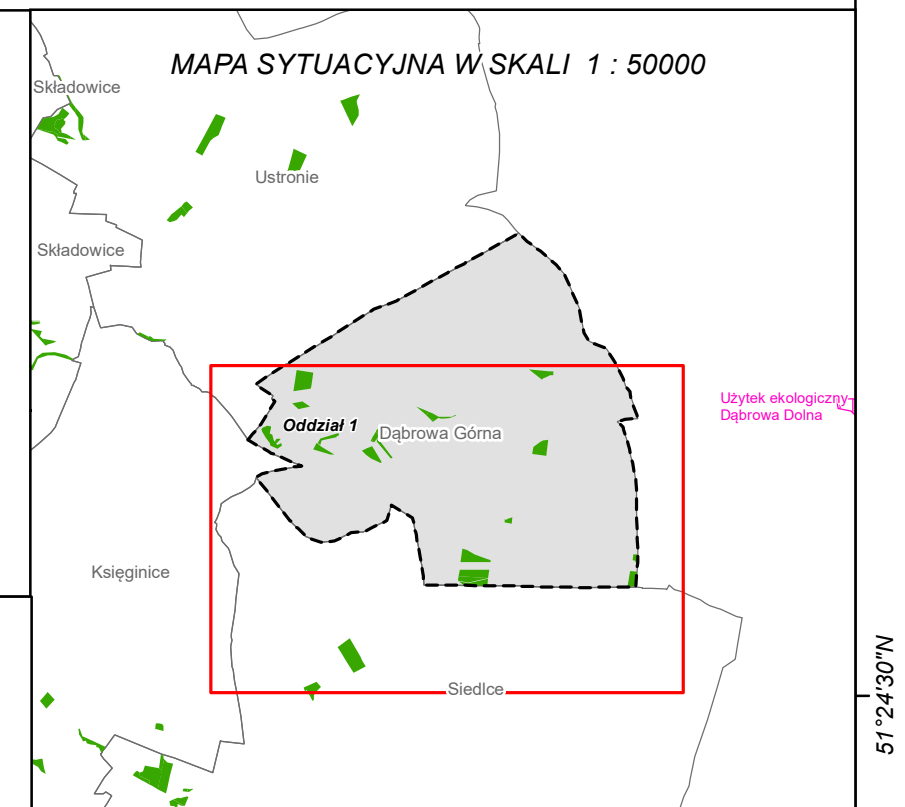 MAPA SYTUACYJNA W SKALI 1 : 50000
Składowice
Ustronie
Składowice
Użytek ekologiczny
Dąbrowa Dolna
Oddział 1
Dąbrowa Górna
Księginice
Siedlce
51°24'30"N